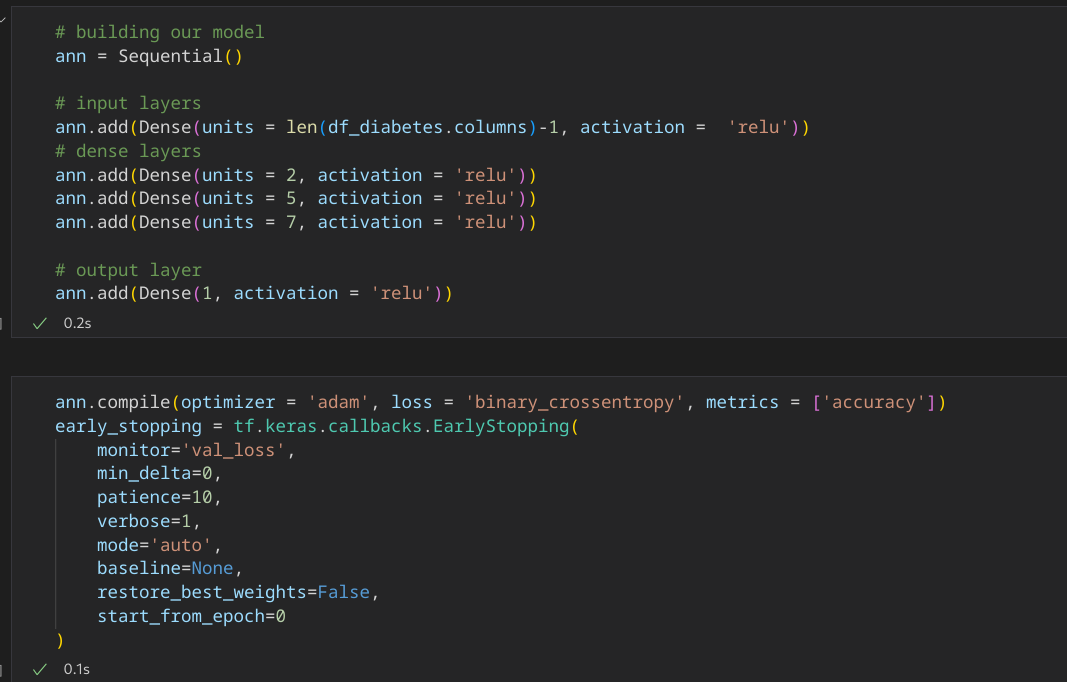 # building our model
ann = Sequential()
# input layers
ann.add(Dense(units = len(df_diabetes.columns)-1, activation =  'relu'))
# dense layers
ann.add(Dense(units = 2, activation = 'relu'))
ann.add(Dense(units = 5, activation = 'relu'))
ann.add(Dense(units = 7, activation = 'relu'))
# output layer
ann.add(Dense(1, activation = 'relu'))
0.2s
ann.compile(optimizer = 'adam', loss = 'binary_crossentropy', metrics = ['accuracy'])
early_stopping = tf.keras.callbacks.EarlyStopping(
    monitor='val_loss',
    min_delta=0,
    patience=10,
    verbose=1,
    mode='auto',
    baseline=None,
    restore_best_weights=False,
    start_from_epoch=0
)
0.1s